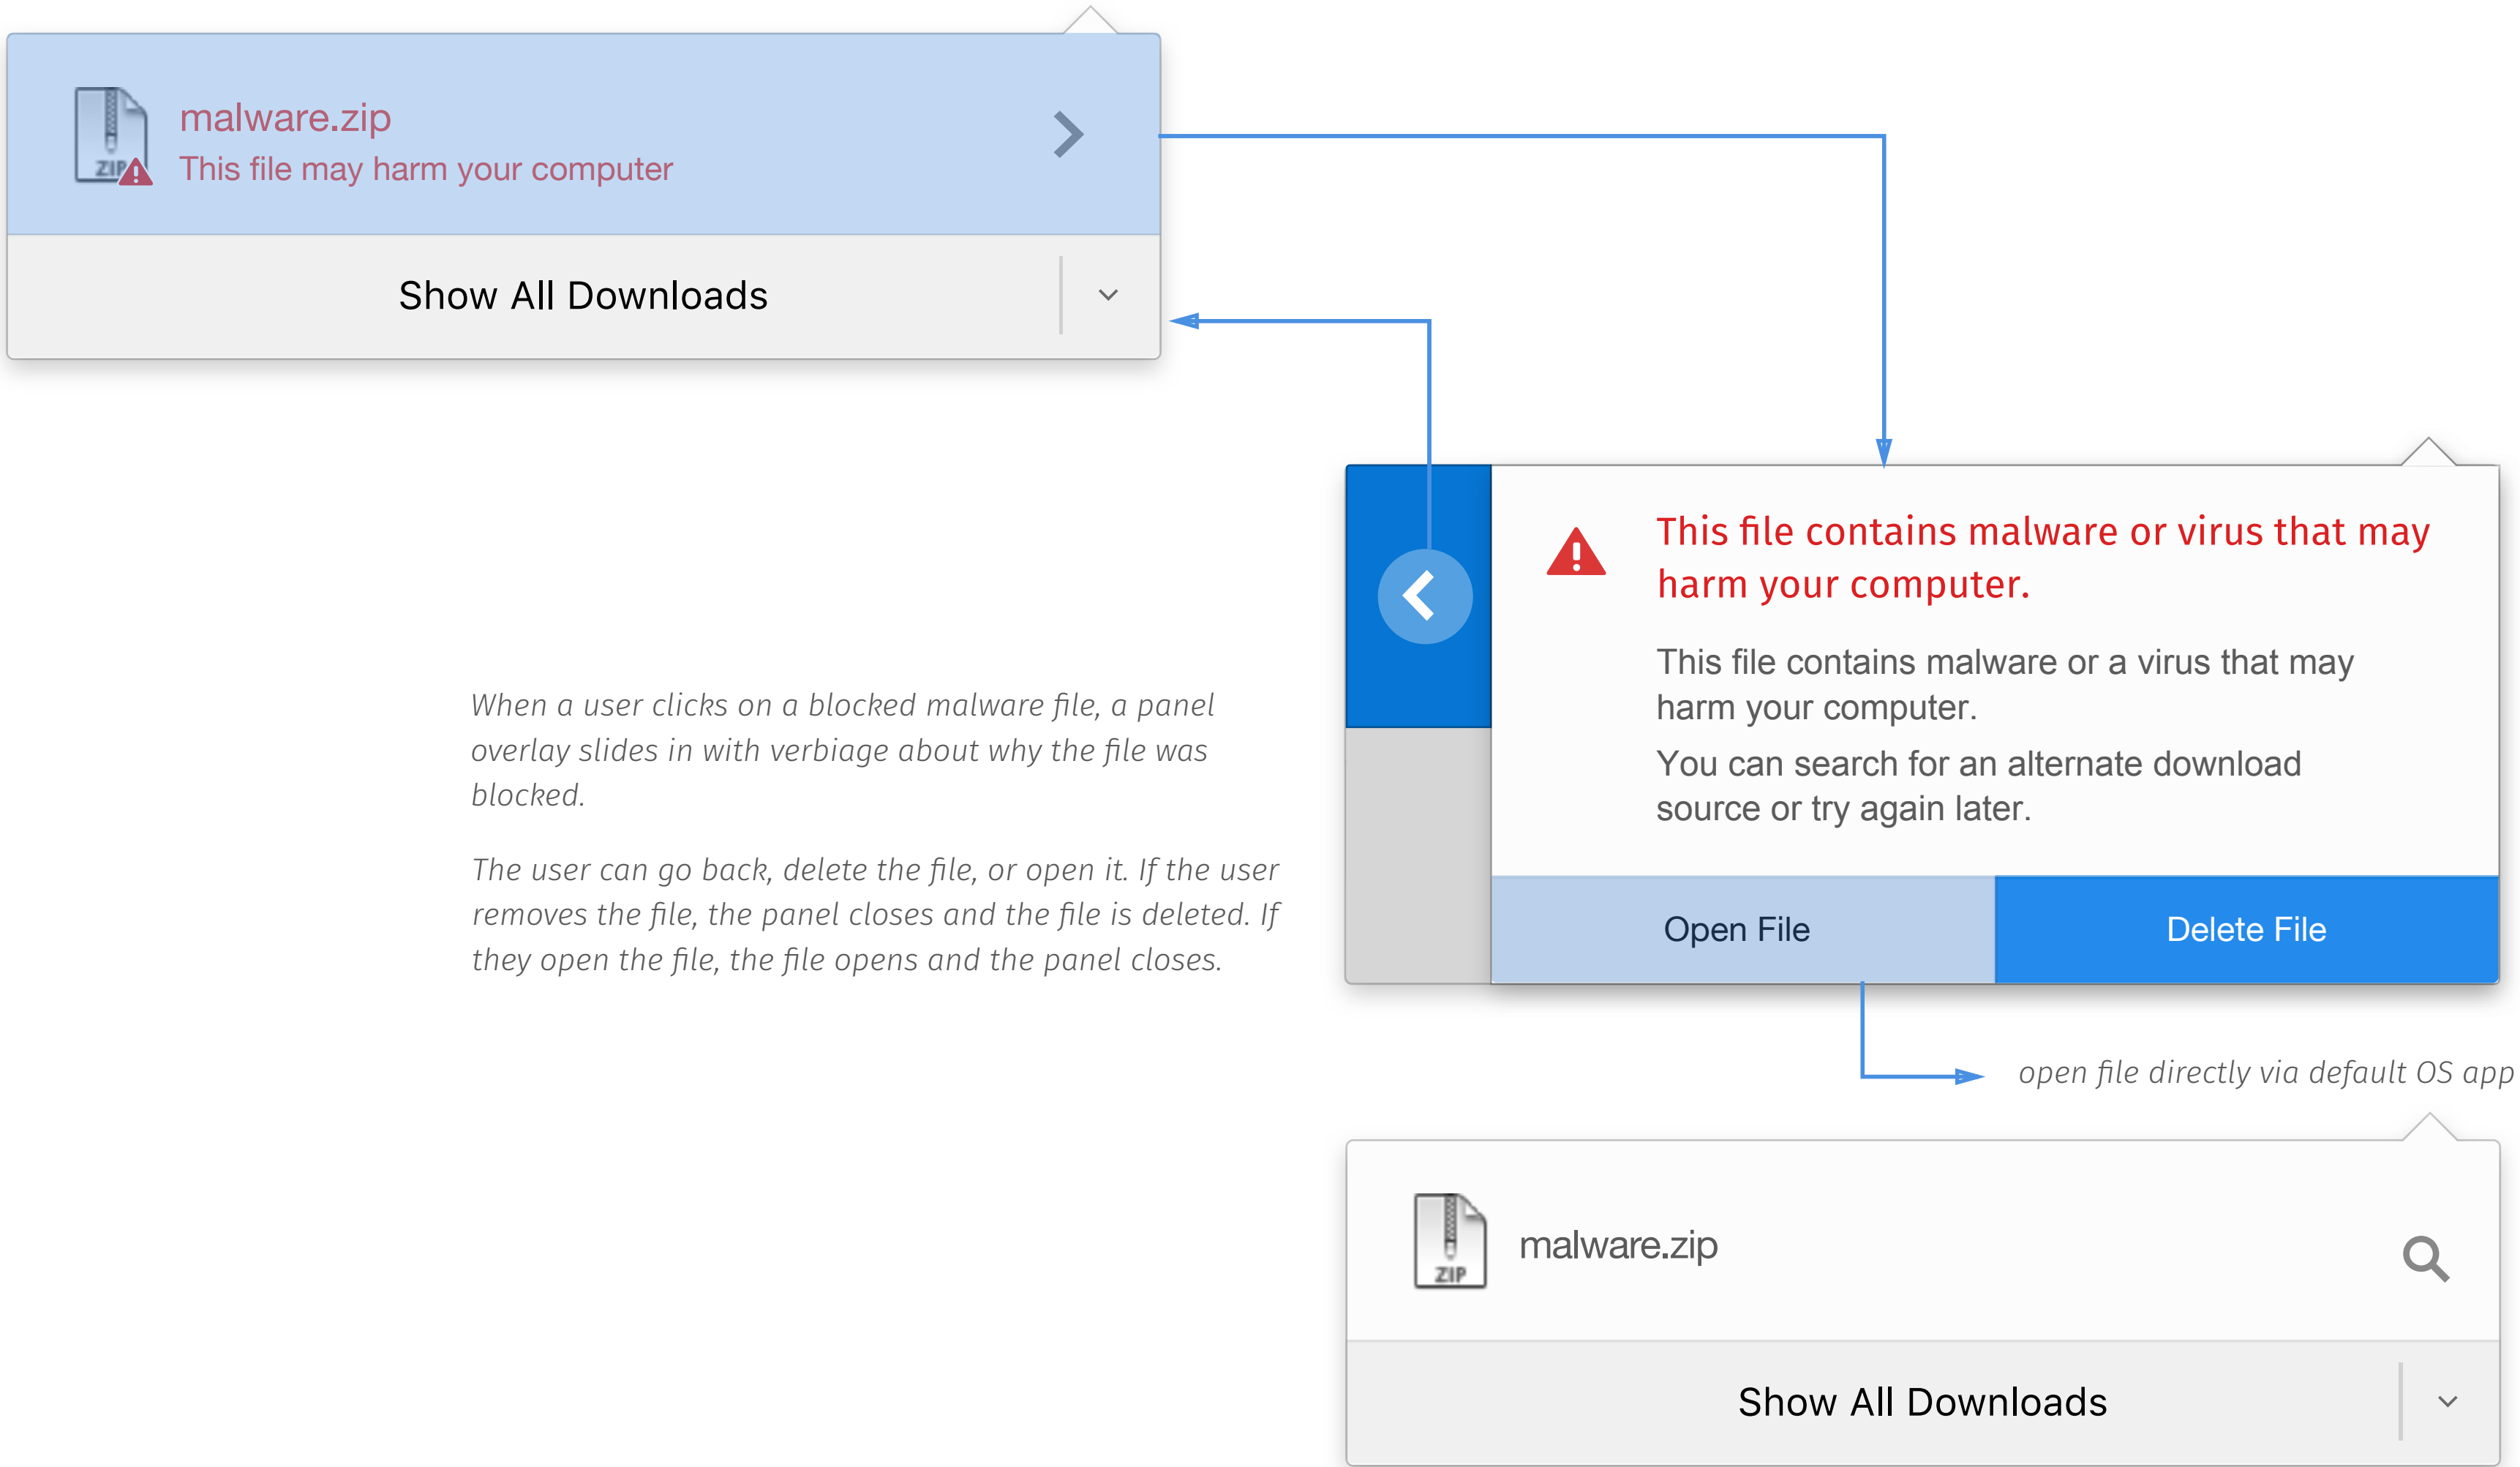 malware.zip
This file may harm your computer
ZIP
Show All Downloads
This file contains malware or virus that may
harm your computer.
This file contains malware or a virus that may
harm your computer.
You can search for an alternate download
source or try again later.
Open File
Delete File
When a user clicks on a blocked malware file, a panel
overlay slides in with verbiage about why the file was
blocked.
The user can go back, delete the file, or open it. If the user
removes the file, the panel closes and the file is deleted. If
they open the file, the file opens and the panel closes.
open file directly via default OS app
malware.zip
ZIP
Show All Downloads